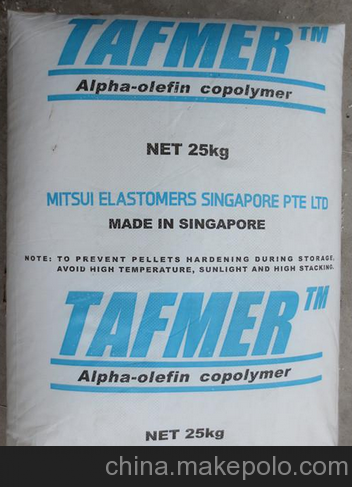 TAFMER™
Alpha-olefin copolymer
NET 25kg
MITSUI ELASTOMERS SINGAPORE PTE LTD
MADE IN SINGAPORE
NOTE: TO PREVENT PELLETS HARDENING DURING STORAGE,
AVOID HIGH TEMPERATURE, SUNLIGHT AND HIGH STACKING.
TAFMER™
Alpha-olefin copolymer
NET 25kg
china.makepolo.com